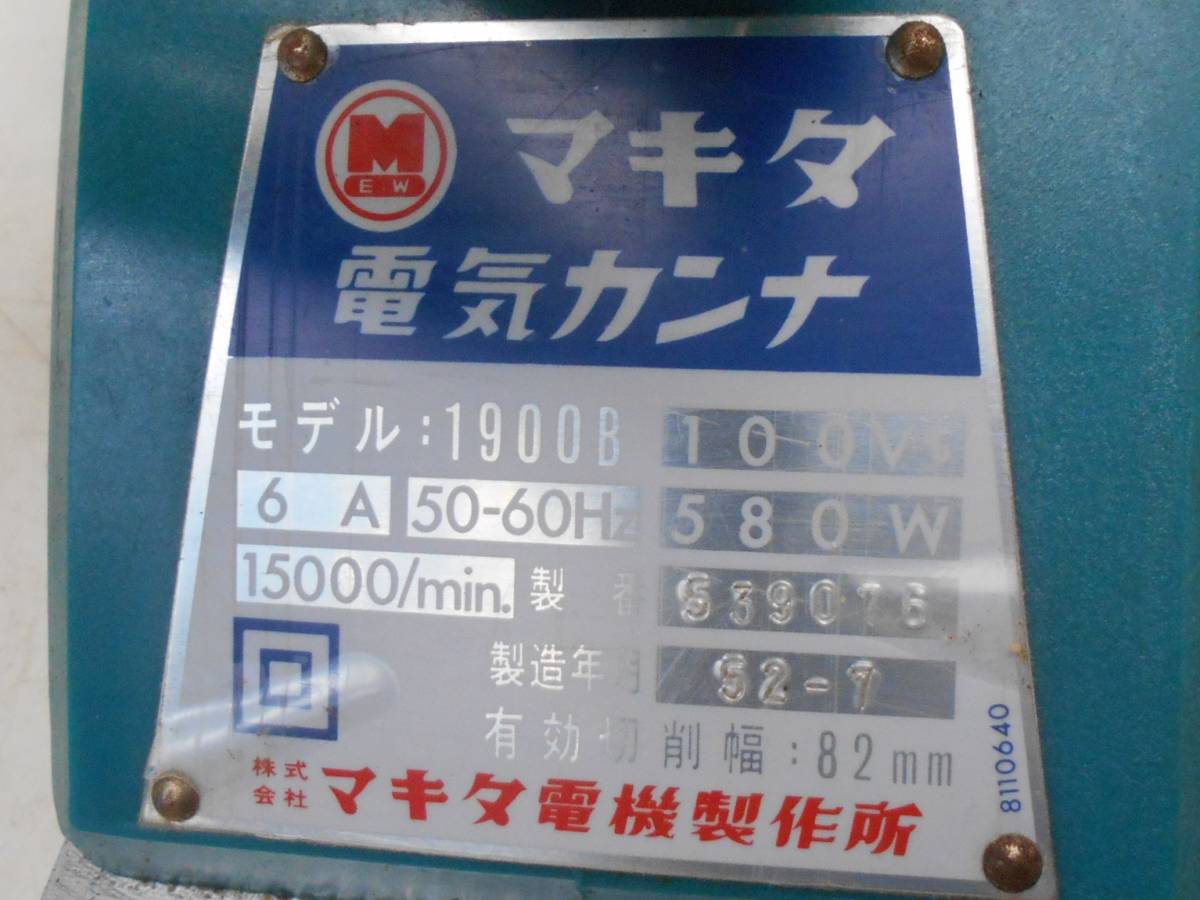 M
E W
マキタ
電気カンナ
モデル:1900B 100V
6 A 50-60Hz 580W
15000/min. 製番 539076
製造年月 52-7
有効切削幅:82mm
株式会社 マキタ電機製作所
8110640